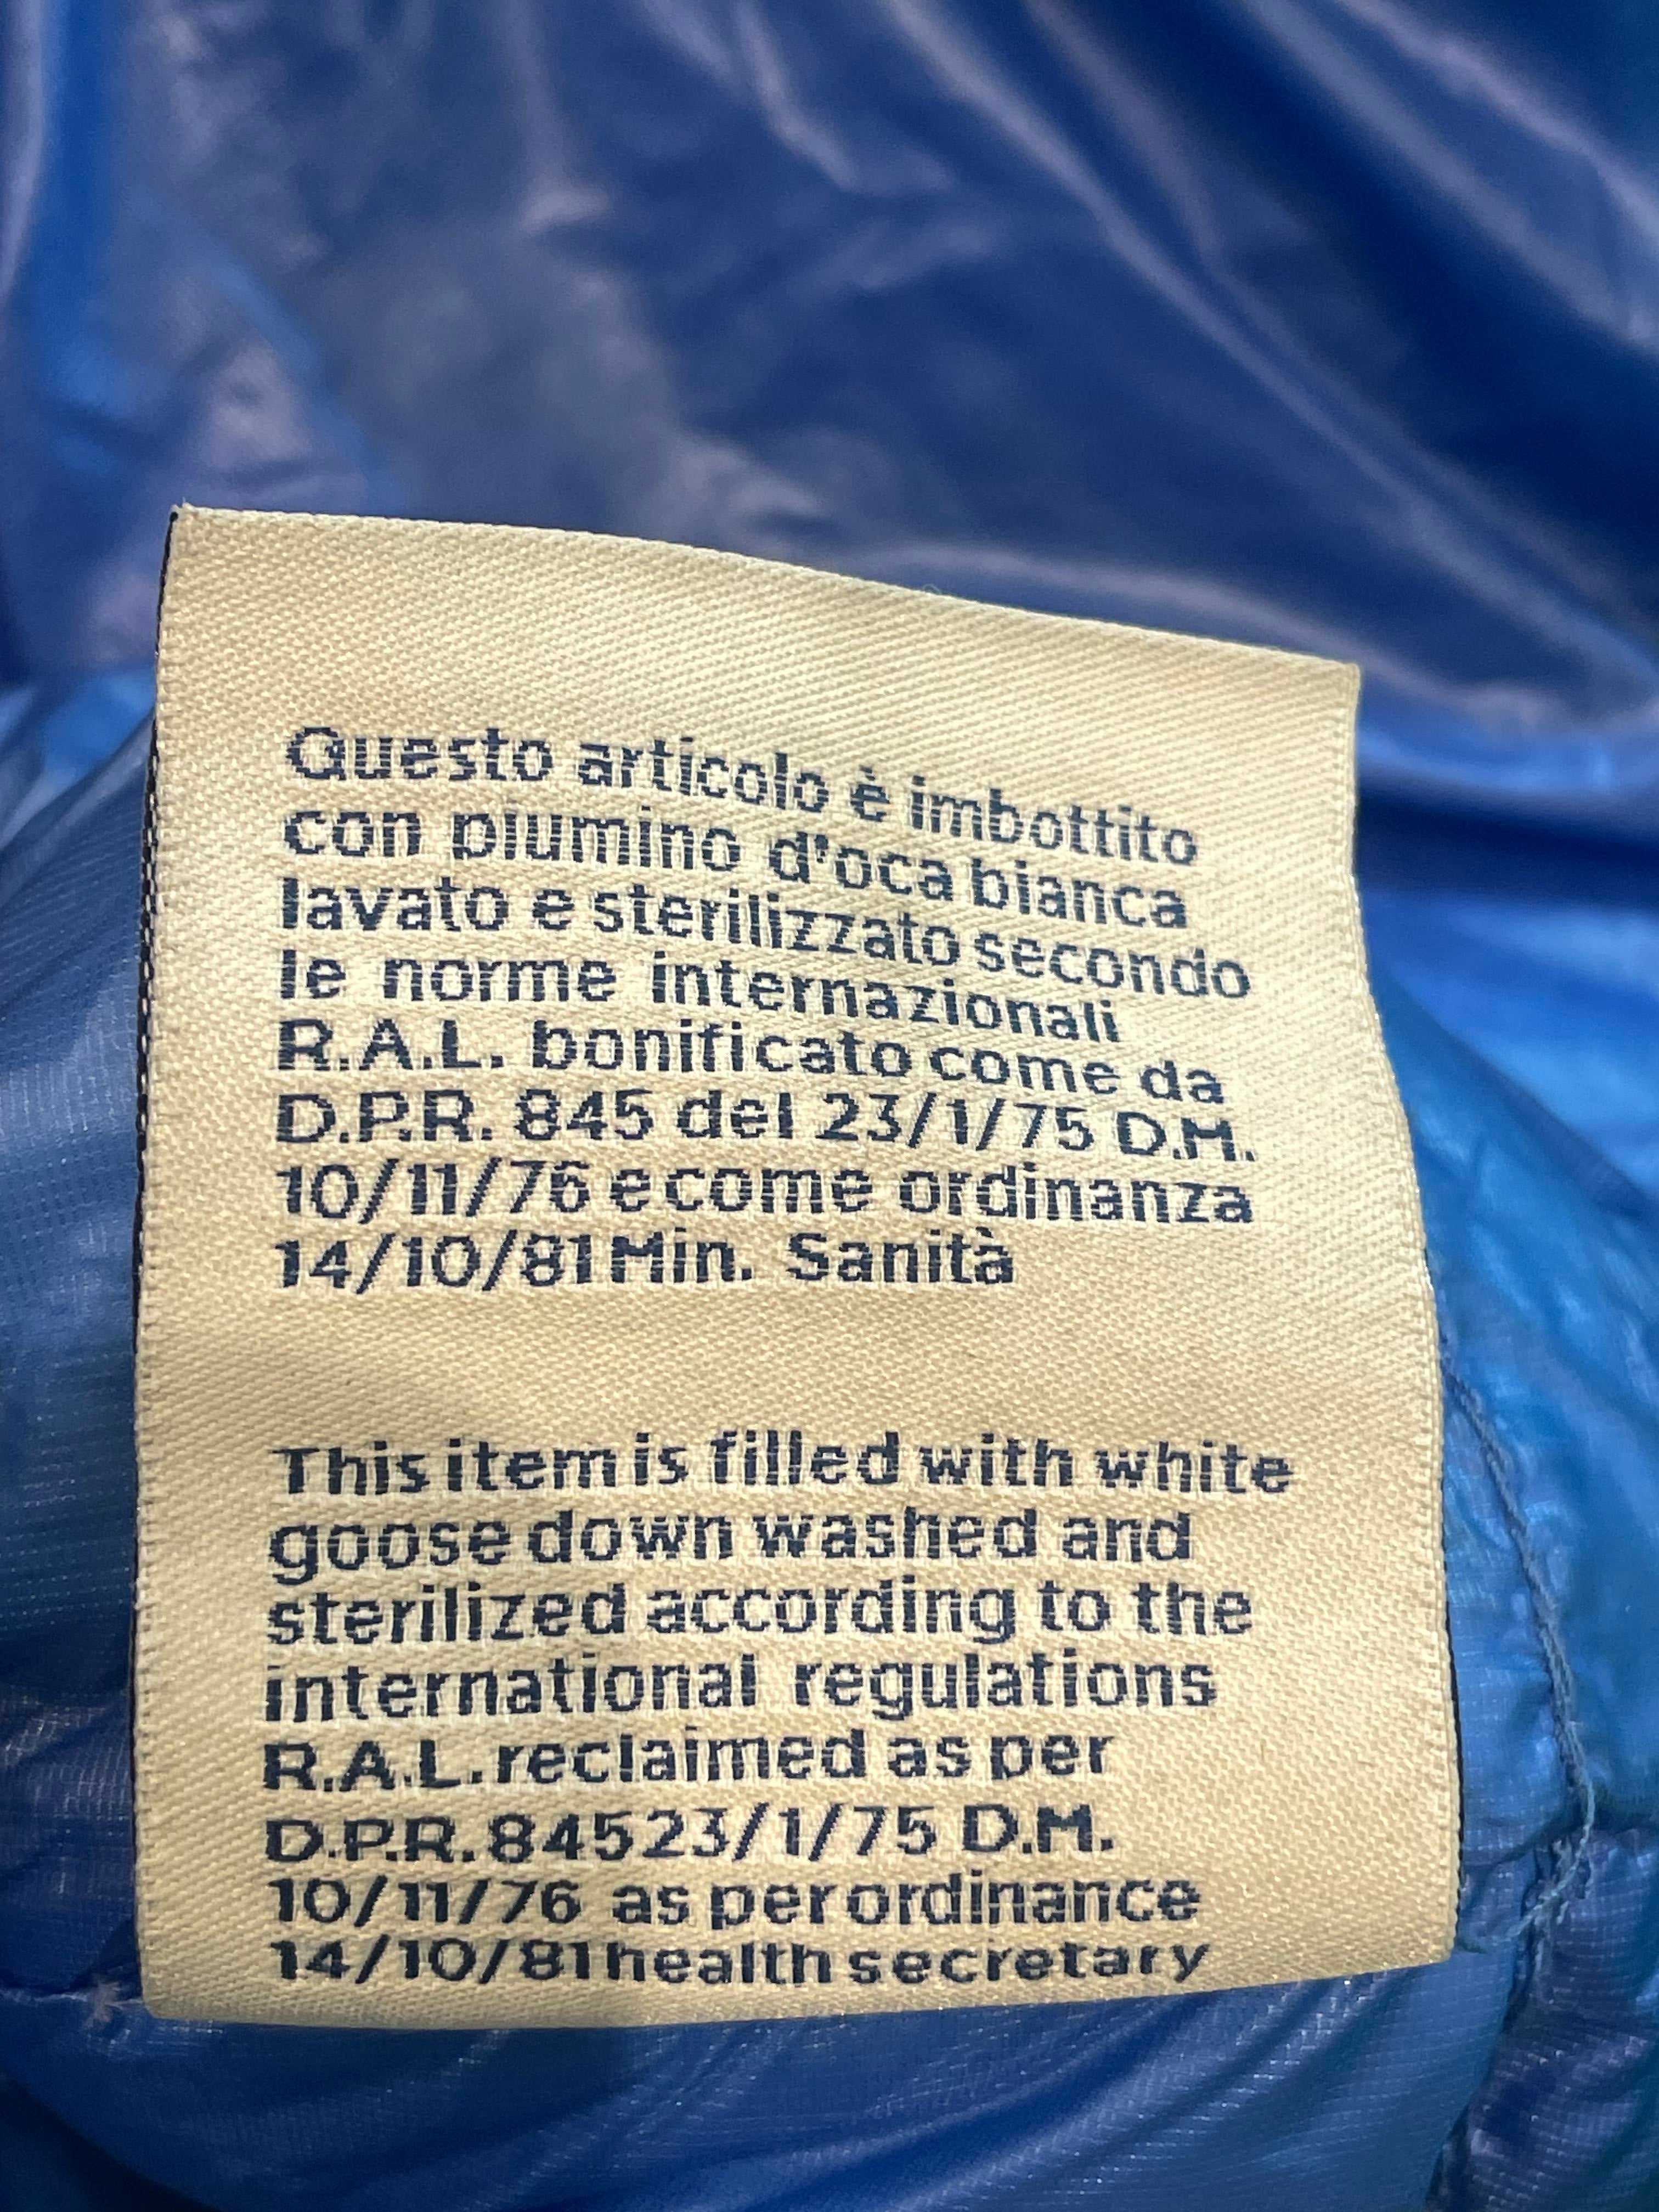 Questo articolo è imbottito
con piumino d'oca bianca
lavato e sterilizzato secondo
le norme internazionali
R.A.L. bonificato come da
D.P.R. 845 del 23/1/75 D.M.
10/11/76 e come ordinanza
14/10/81 Min. Sanità
This item is filled with white
goose down washed and
sterilized according to the
international regulations
R.A.L. reclaimed as per
D.P.R. 845 23/1/75 D.M.
10/11/76 as per ordinance
14/10/81 health secretary